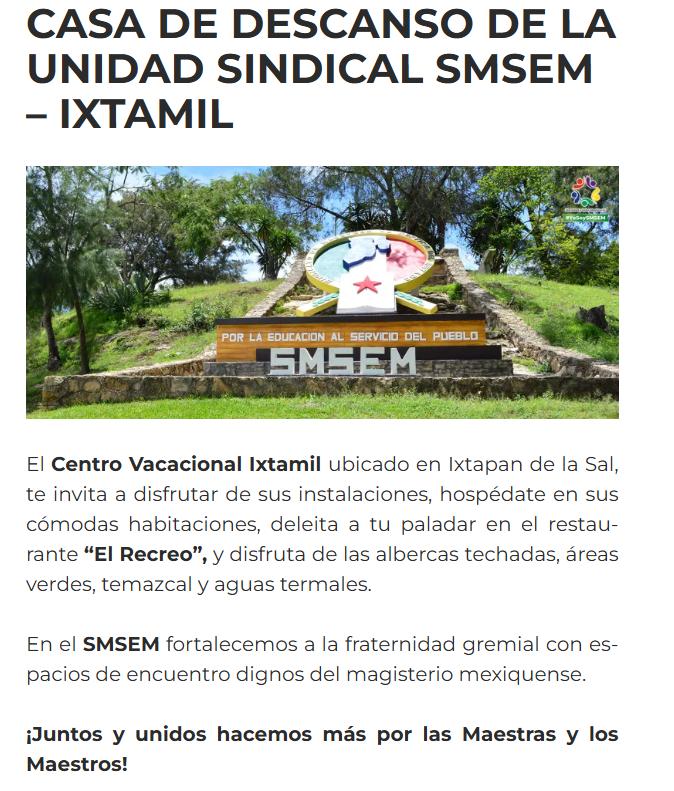 CASA DE DESCANSO DE LA
UNIDAD SINDICAL SMSEM
– IXTAMIL
#YoSoySMSEM
POR LA EDUCACION AL SERVICIO DEL PUEBLO
SMSEM
El Centro Vacacional Ixtamil ubicado en Ixtapan de la Sal,
te invita a disfrutar de sus instalaciones, hospédate en sus
cómodas habitaciones, deleita a tu paladar en el restau-
rante “El Recreo”, y disfruta de las albercas techadas, áreas
verdes, temazcal y aguas termales.
En el SMSEM fortalecemos a la fraternidad gremial con es-
pacios de encuentro dignos del magisterio mexiquense.
¡Juntos y unidos hacemos más por las Maestras y los
Maestros!